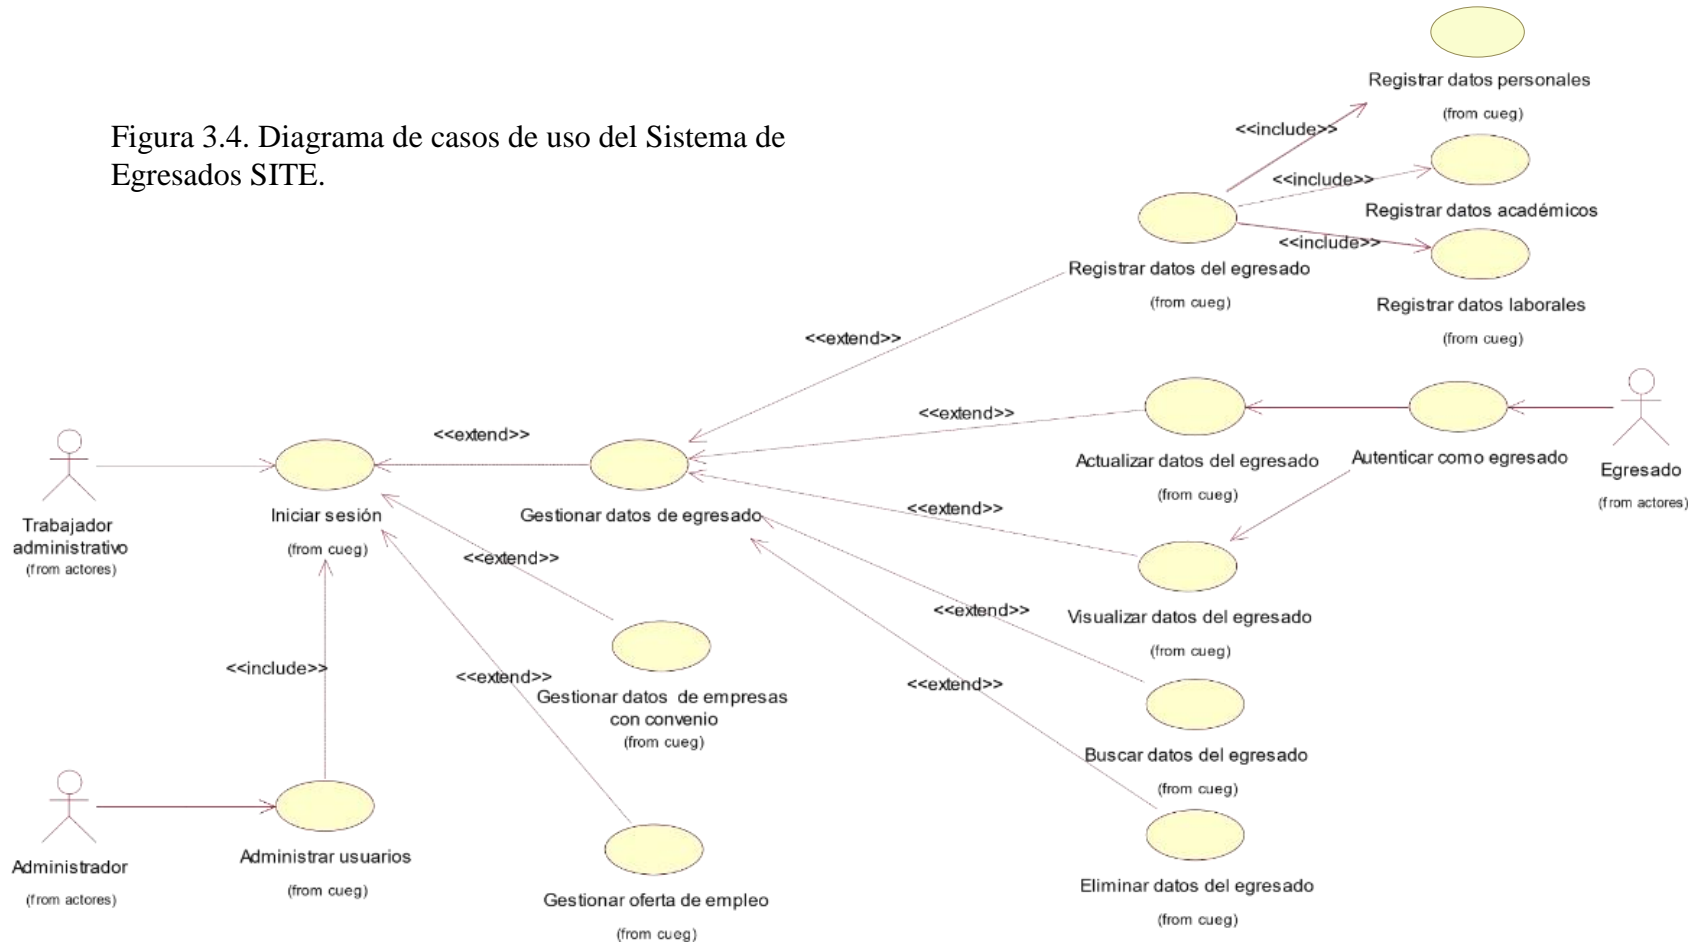 Figura 3.4. Diagrama de casos de uso del Sistema de
Egresados SITE.
Registrar datos personales
(from cueg)
<<include>>
<<include>>
Registrar datos académicos
<<include>>
Registrar datos del egresado
(from cueg)
Registrar datos laborales
(from cueg)
<<extend>>
<<extend>>
<<extend>>
Actualizar datos del egresado
(from cueg)
Autenticar como egresado
Egresado
(from actores)
Trabajador
administrativo
(from actores)
Iniciar sesión
(from cueg)
Gestionar datos de egresado
<<extend>>
<<extend>>
<<extend>>
Visualizar datos del egresado
(from cueg)
<<include>>
<<extend>>
<<extend>>
Gestionar datos de empresas
con convenio
(from cueg)
Buscar datos del egresado
(from cueg)
Administrador
(from actores)
Administrar usuarios
(from cueg)
Gestionar oferta de empleo
(from cueg)
Eliminar datos del egresado
(from cueg)